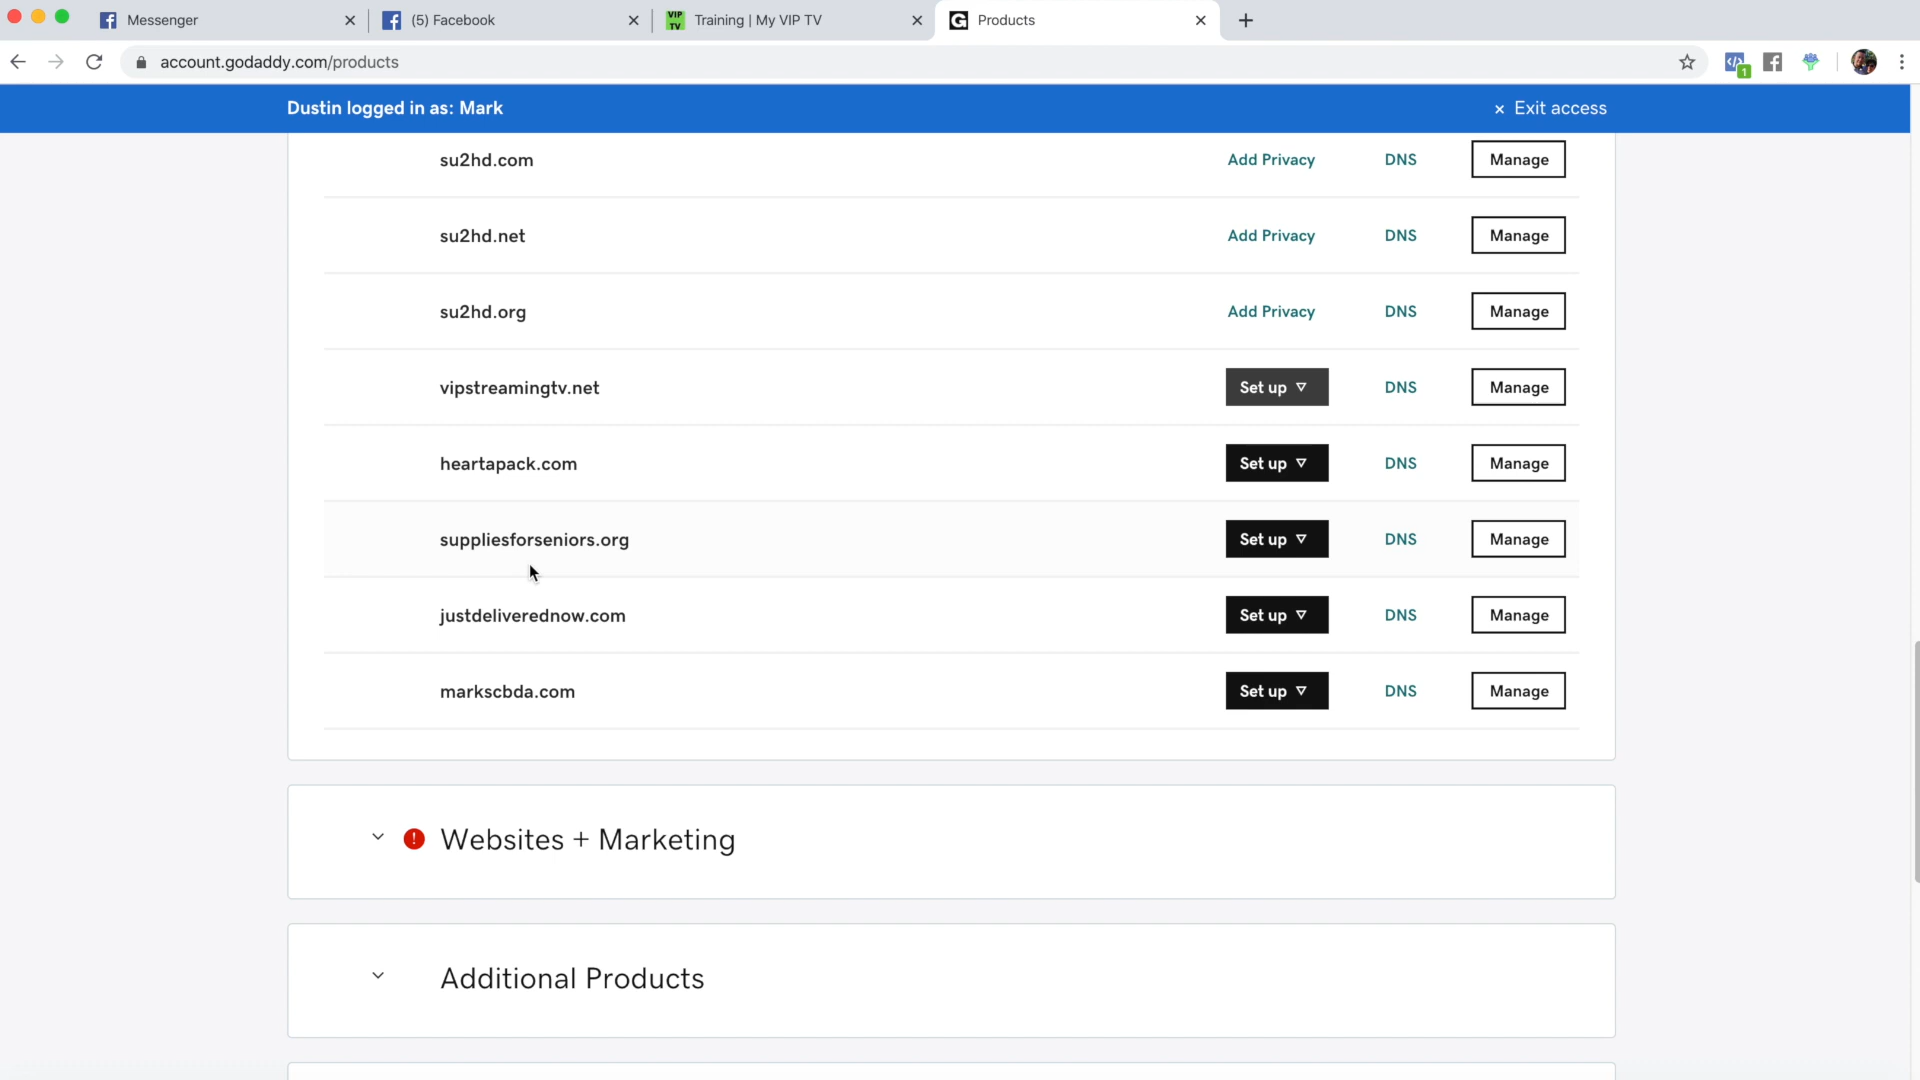 Messenger
(5) Facebook
VIP TV
Training | My VIP TV
G
Products
account.godaddy.com/products
1
Dustin logged in as: Mark
× Exit access
su2hd.com Add Privacy DNS Manage
su2hd.net Add Privacy DNS Manage
su2hd.org Add Privacy DNS Manage
vipstreamingtv.net Set up DNS Manage
heartapack.com Set up DNS Manage
suppliesforseniors.org Set up DNS Manage
justdeliverednow.com Set up DNS Manage
markscbda.com Set up DNS Manage
! Websites + Marketing
Additional Products